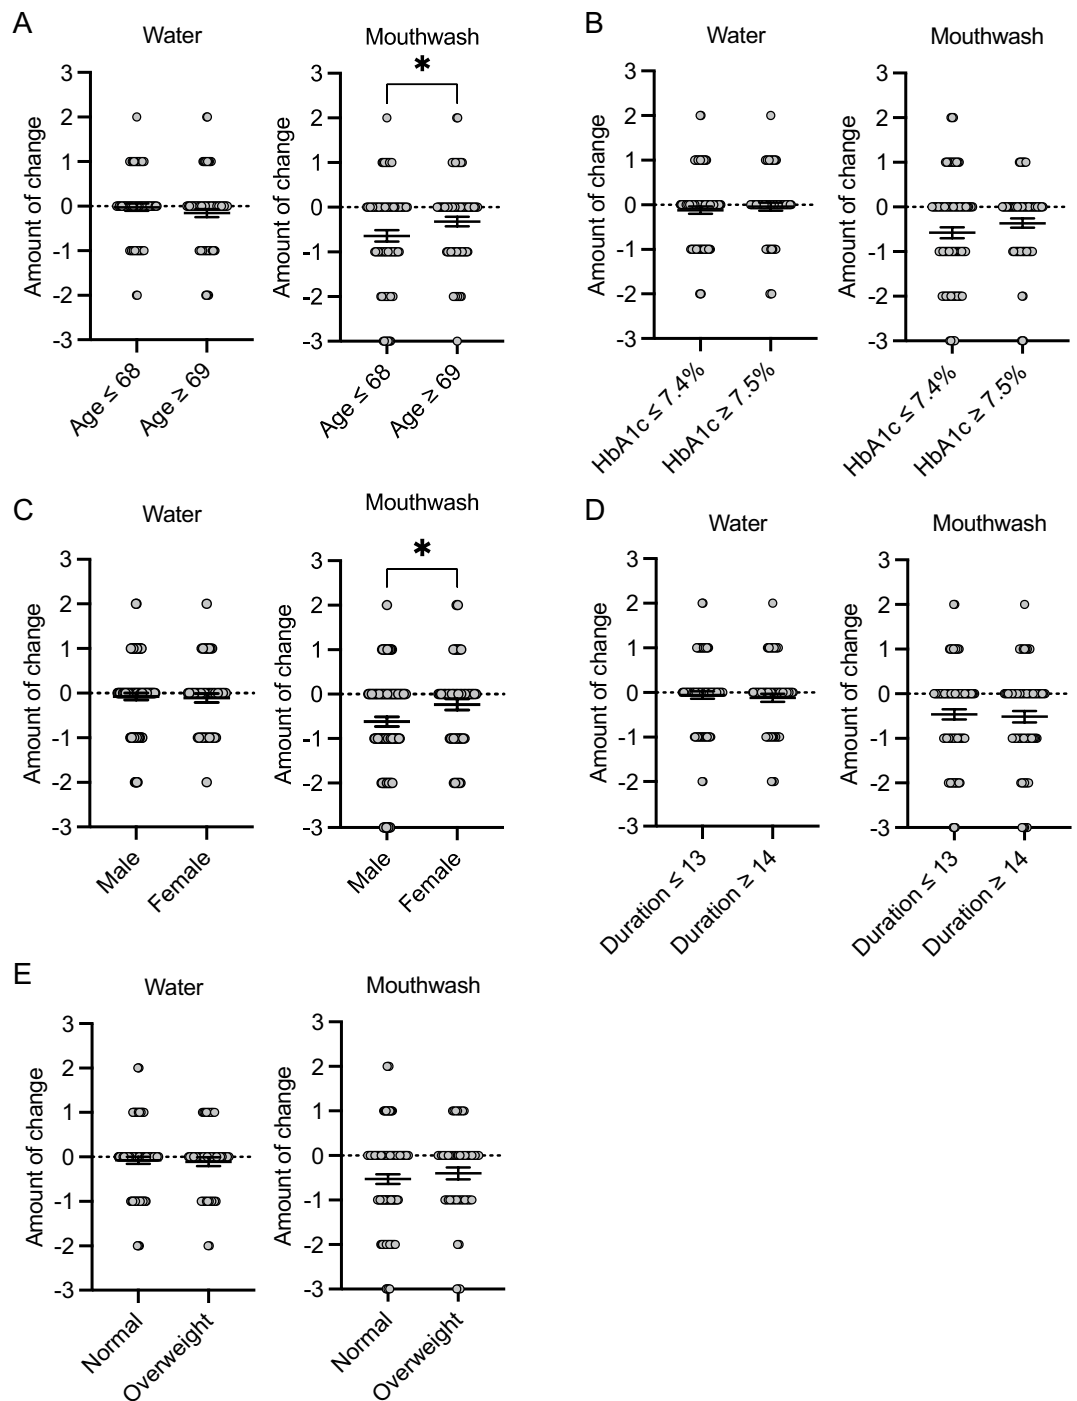 A
Water
Mouthwash
*
Amount of change
3
2
1
0
-1
-2
-3
Age ≤ 68
Age ≥ 69
Amount of change
3
2
1
0
-1
-2
-3
Age ≤ 68
Age ≥ 69
B
Water
Mouthwash
Amount of change
3
2
1
0
-1
-2
-3
HbA1c ≤ 7.4%
HbA1c ≥ 7.5%
Amount of change
3
2
1
0
-1
-2
-3
HbA1c ≤ 7.4%
HbA1c ≥ 7.5%
C
Water
Mouthwash
*
Amount of change
3
2
1
0
-1
-2
-3
Male
Female
Amount of change
3
2
1
0
-1
-2
-3
Male
Female
D
Water
Mouthwash
Amount of change
3
2
1
0
-1
-2
-3
Duration ≤ 13
Duration ≥ 14
Amount of change
3
2
1
0
-1
-2
-3
Duration ≤ 13
Duration ≥ 14
E
Water
Mouthwash
Amount of change
3
2
1
0
-1
-2
-3
Normal
Overweight
Amount of change
3
2
1
0
-1
-2
-3
Normal
Overweight